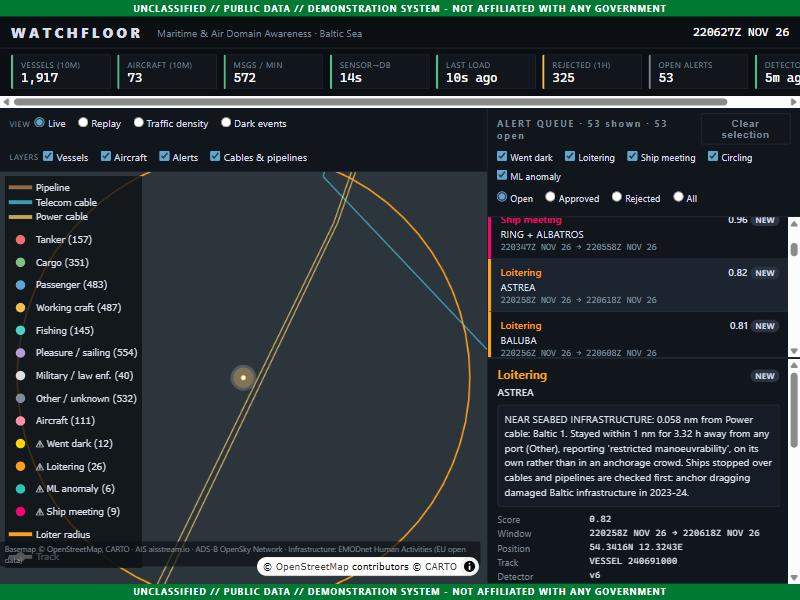 UNCLASSIFIED // PUBLIC DATA // DEMONSTRATION SYSTEM - NOT AFFILIATED WITH ANY GOVERNMENT
WATCHFLOOR Maritime & Air Domain Awareness · Baltic Sea 220627Z NOV 26
VESSELS (10M) AIRCRAFT (10M) MSGS / MIN SENSOR→DB LAST LOAD REJECTED (1H) OPEN ALERTS
1,917 73 572 14s 10s ago 325 53 5m ag
VIEW Live Replay Traffic density Dark events
LAYERS Vessels Aircraft Alerts Cables & pipelines
Pipeline
Telecom cable
Power cable
Tanker (157)
Cargo (351)
Passenger (483)
Working craft (487)
Fishing (145)
Pleasure / sailing (554)
Military / law enf. (40)
Other / unknown (532)
Aircraft (111)
⚠ Went dark (12)
⚠ Loitering (26)
⚠ ML anomaly (6)
⚠ Ship meeting (9)
Loiter radius
Track
Basemap © OpenStreetMap, CARTO · AIS aisstream.io · ADS-B OpenSky Network · Infrastructure: EMODnet Human Activities (EU open
data)
© OpenStreetMap contributors © CARTO
ALERT QUEUE · 53 shown · 53
open
Clear
selection
Went dark Loitering Ship meeting Circling
ML anomaly
Open Approved Rejected All
Ship meeting 0.96 NEW
RING + ALBATROS
220347Z NOV 26 → 220558Z NOV 26
Loitering 0.82 NEW
ASTREA
220258Z NOV 26 → 220618Z NOV 26
Loitering 0.81 NEW
BALUBA
220256Z NOV 26 → 220608Z NOV 26
Loitering NEW
ASTREA
NEAR SEABED INFRASTRUCTURE: 0.058 nm from Power
cable: Baltic 1. Stayed within 1 nm for 3.32 h away from any
port (Other), reporting 'restricted manoeuvrability', on its
own rather than in an anchorage crowd. Ships stopped over
cables and pipelines are checked first: anchor dragging
damaged Baltic infrastructure in 2023-24.
Score 0.82
Window 220258Z NOV 26 → 220618Z NOV 26
Position 54.3416N 12.3243E
Track VESSEL 240691000
Detector v6
UNCLASSIFIED // PUBLIC DATA // DEMONSTRATION SYSTEM - NOT AFFILIATED WITH ANY GOVERNMENT